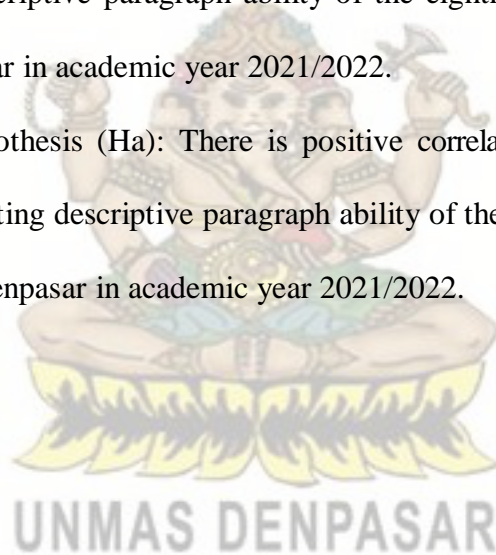 criptive paragraph ability of the eighth
ar in academic year 2021/2022.
othesis (Ha): There is positive correla
ting descriptive paragraph ability of the
enpasar in academic year 2021/2022.
UNMAS DENPASAR